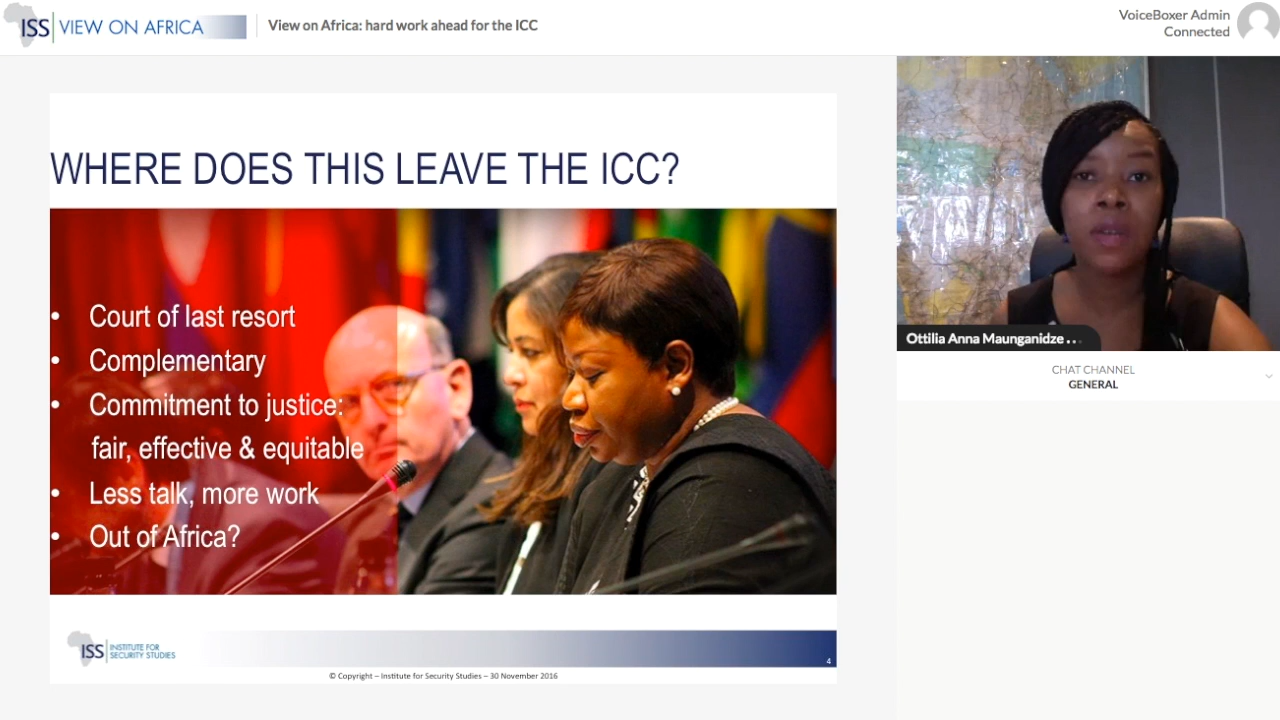 ISS VIEW ON AFRICA
View on Africa: hard work ahead for the ICC
VoiceBoxer Admin
Connected
WHERE DOES THIS LEAVE THE ICC?
• Court of last resort
• Complementary
• Commitment to justice:
fair, effective & equitable
• Less talk, more work
• Out of Africa?
ISS INSTITUTE FOR
SECURITY STUDIES
4
© Copyright – Institute for Security Studies – 30 November 2016
Ottilia Anna Maunganidze ...
CHAT CHANNEL
GENERAL